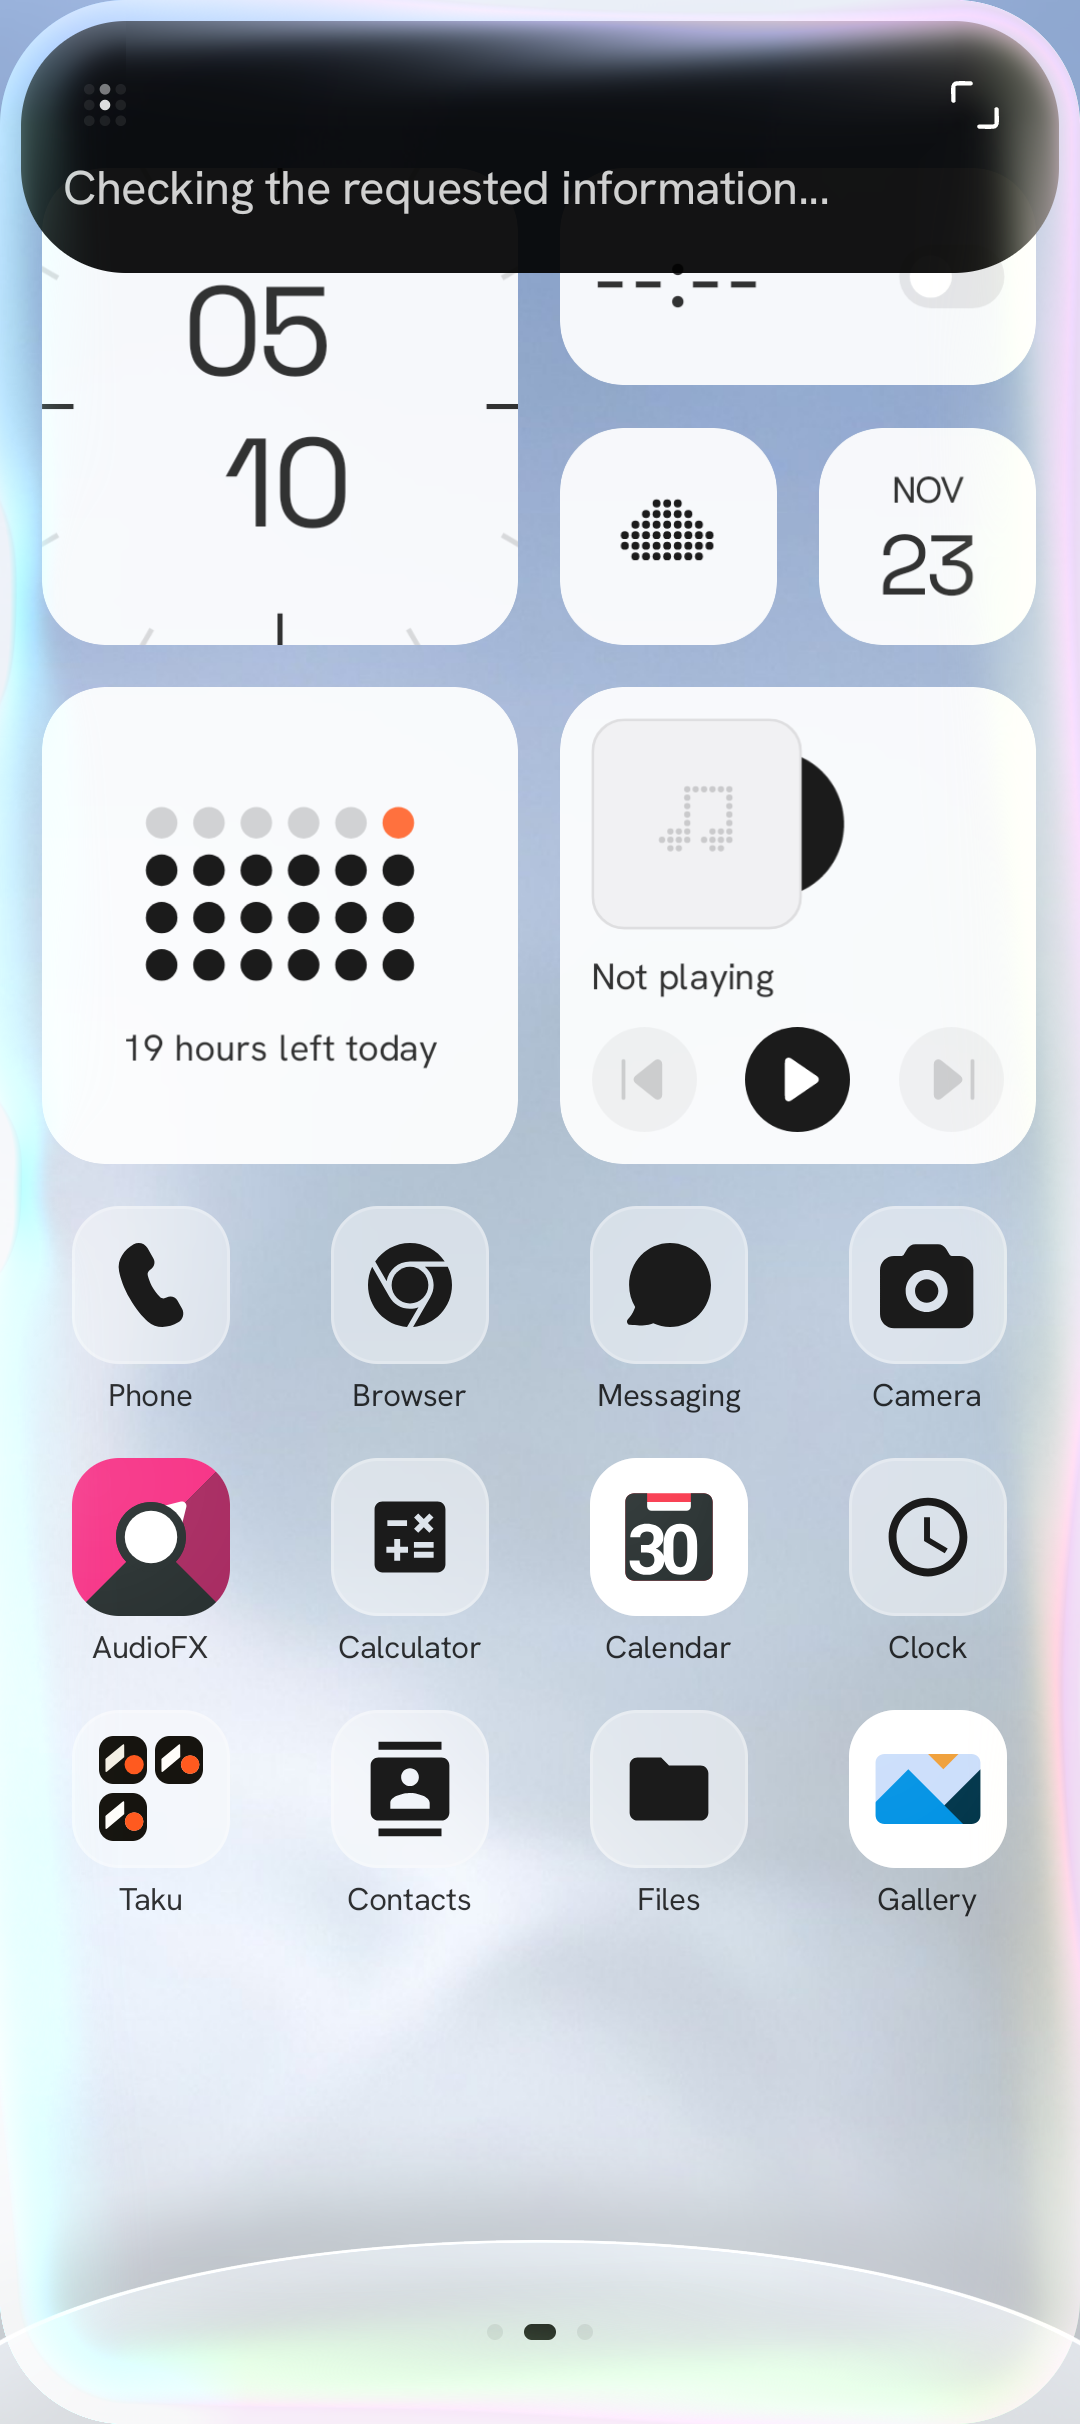 Checking the requested information...
05
10
NOV
23
19 hours left today
Not playing
Phone
Browser
Messaging
Camera
AudioFX
Calculator
30
Calendar
Clock
Taku
Contacts
Files
Gallery